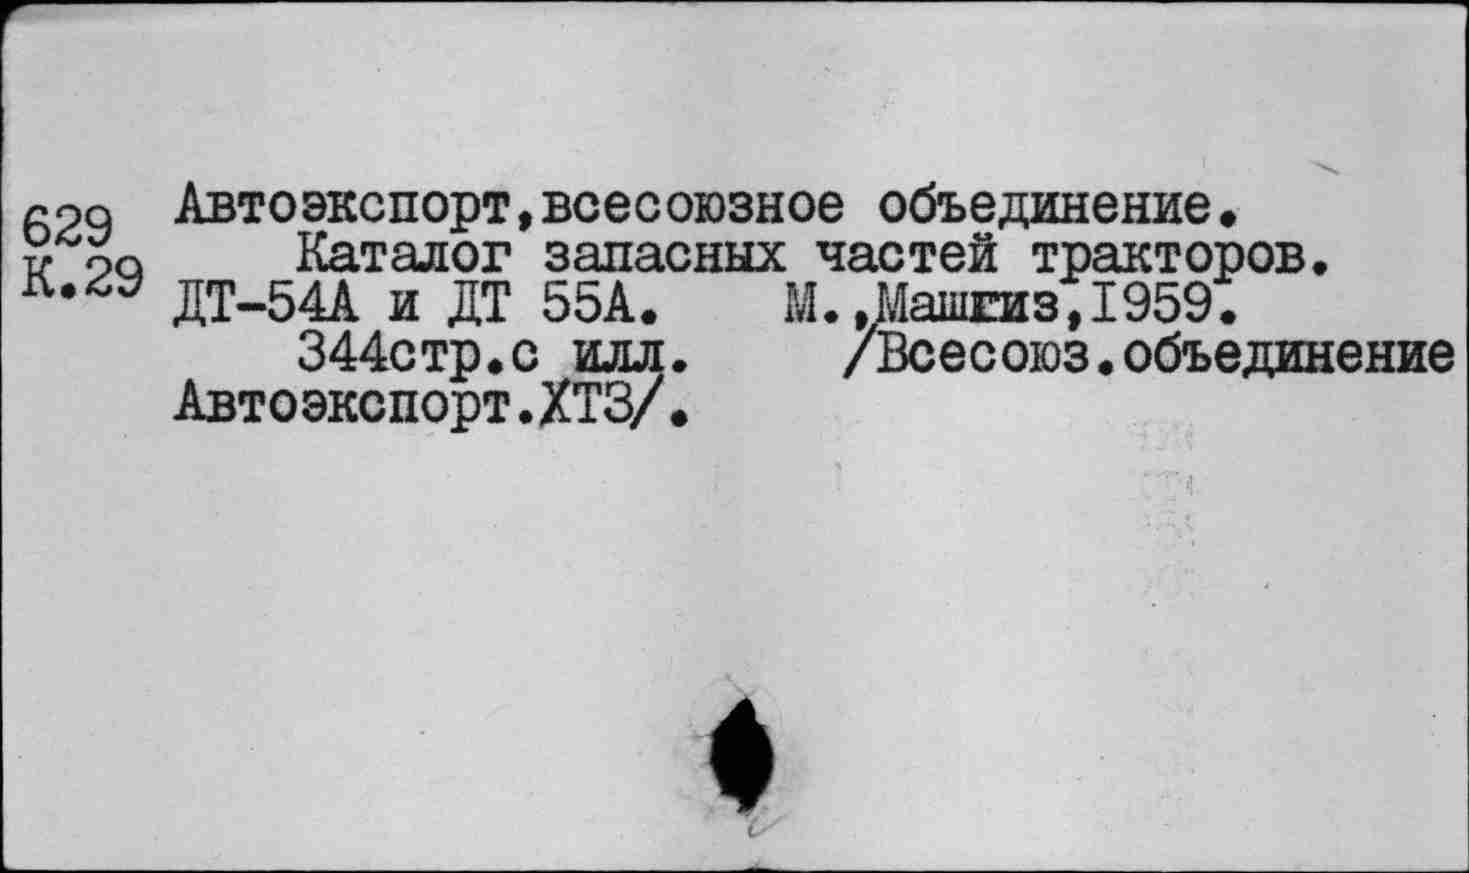 629 Автоэкспорт,всесоюзное объединение.
К.29 Каталог запасных частей тракторов.
ДТ-54А и ДТ 55А. М.,Машгиз,1959.
344стр.с илл. /Всесоюз.объединение
Автоэкспорт.ХТЗ/.